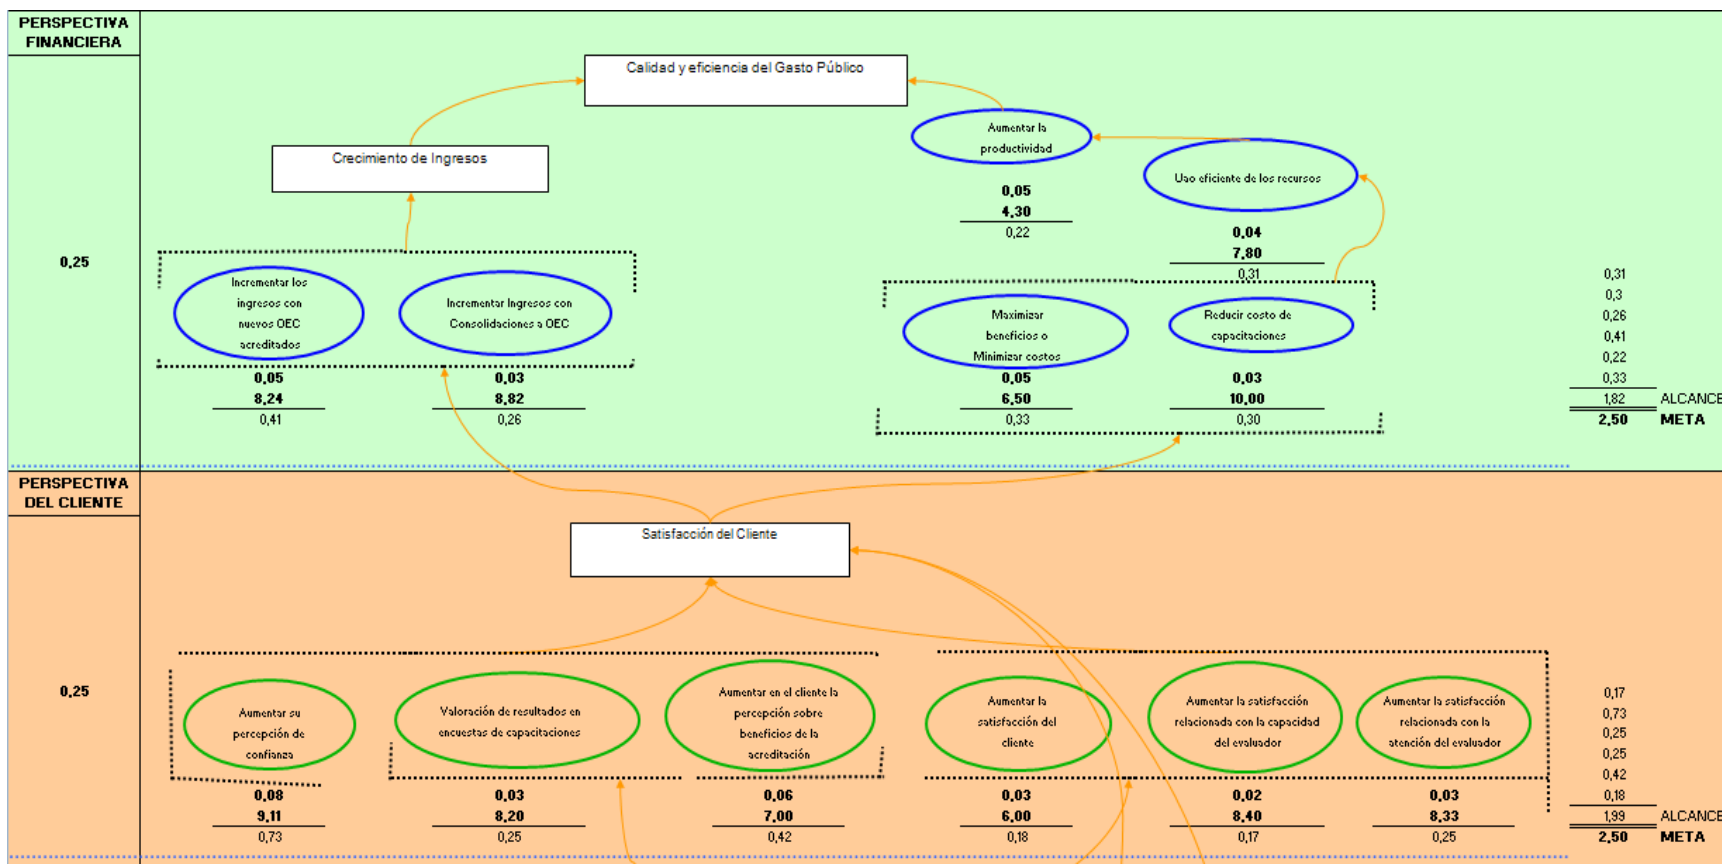 PERSPECTIVA
FINANCIERA
0,25
Calidad y eficiencia del Gasto Público
Crecimiento de Ingresos
Aumentar la
productividad
0,05
4,30
0,22
Uso eficiente de los recursos
0,04
7,80
0,31
Incrementar los
ingresos con
nuevos OEC
acreditados
0,05
8,24
0,41
Incrementar Ingresos con
Consolidaciones a OEC
0,03
8,82
0,26
Maximizar
beneficios o
Minimizar costos
0,05
6,50
0,33
Reducir costo de
capacitaciones
0,03
10,00
0,30
0,31
0,3
0,26
0,41
0,22
0,33
1,82 ALCANCE
2,50 META
PERSPECTIVA
DEL CLIENTE
0,25
Satisfacción del Cliente
Aumentar su
percepción de
confianza
0,08
9,11
0,73
Valoración de resultados en
encuestas de capacitaciones
0,03
8,20
0,25
Aumentar en el cliente la
percepción sobre
beneficios de la
acreditación
0,06
7,00
0,42
Aumentar la
satisfacción del
cliente
0,03
6,00
0,18
Aumentar la satisfacción
relacionada con la capacidad
del evaluador
0,02
8,40
0,17
Aumentar la satisfacción
relacionada con la
atención del evaluador
0,03
8,33
0,25
0,17
0,73
0,25
0,25
0,42
0,18
1,99 ALCANCE
2,50 META